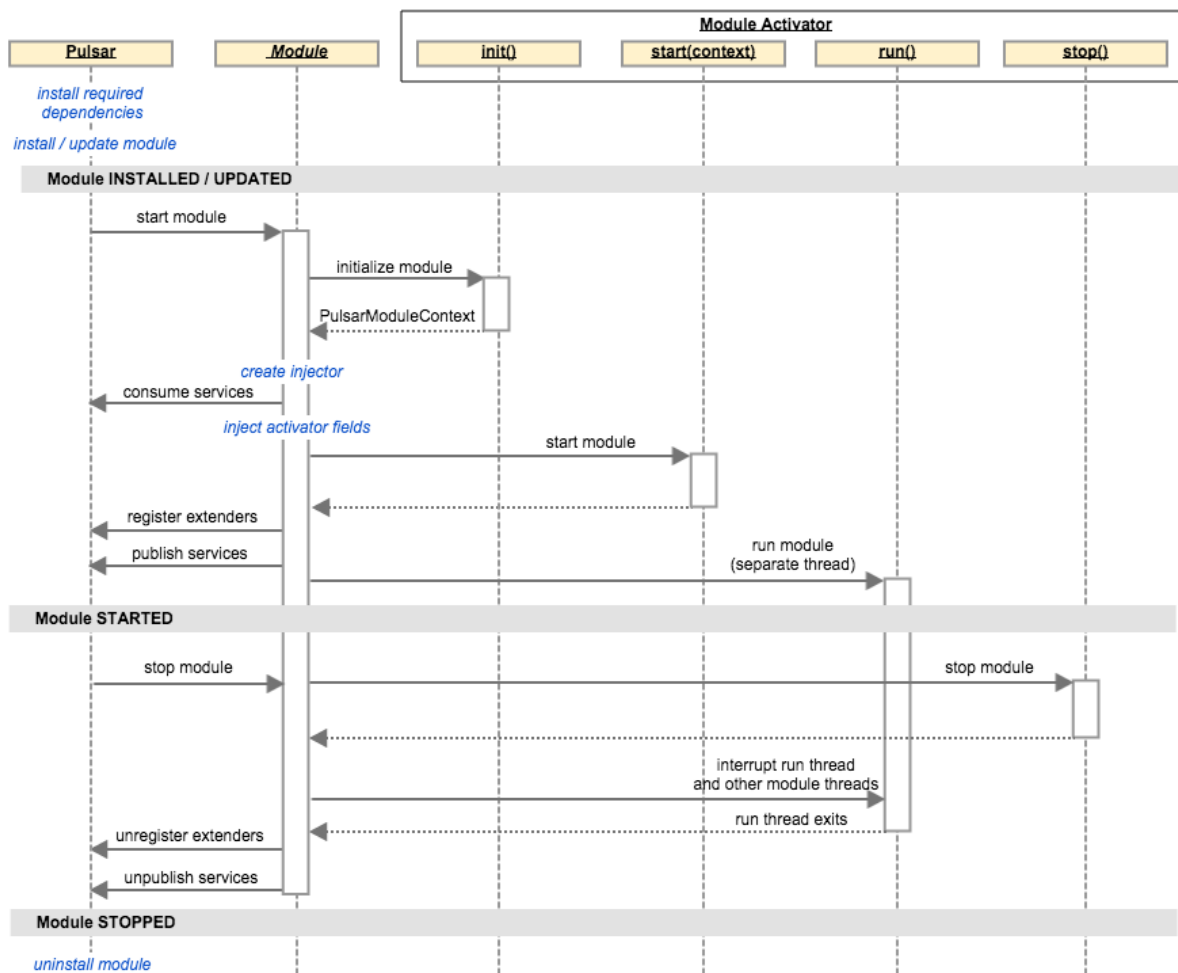 Module Activator
Pulsar
Module
init()
start(context)
run()
stop()
install required
dependencies
install / update module
Module INSTALLED / UPDATED
start module
initialize module
PulsarModuleContext
create injector
consume services
inject activator fields
start module
register extenders
publish services
run module
(separate thread)
Module STARTED
stop module
stop module
interrupt run thread
and other module threads
run thread exits
unregister extenders
unpublish services
Module STOPPED
uninstall module